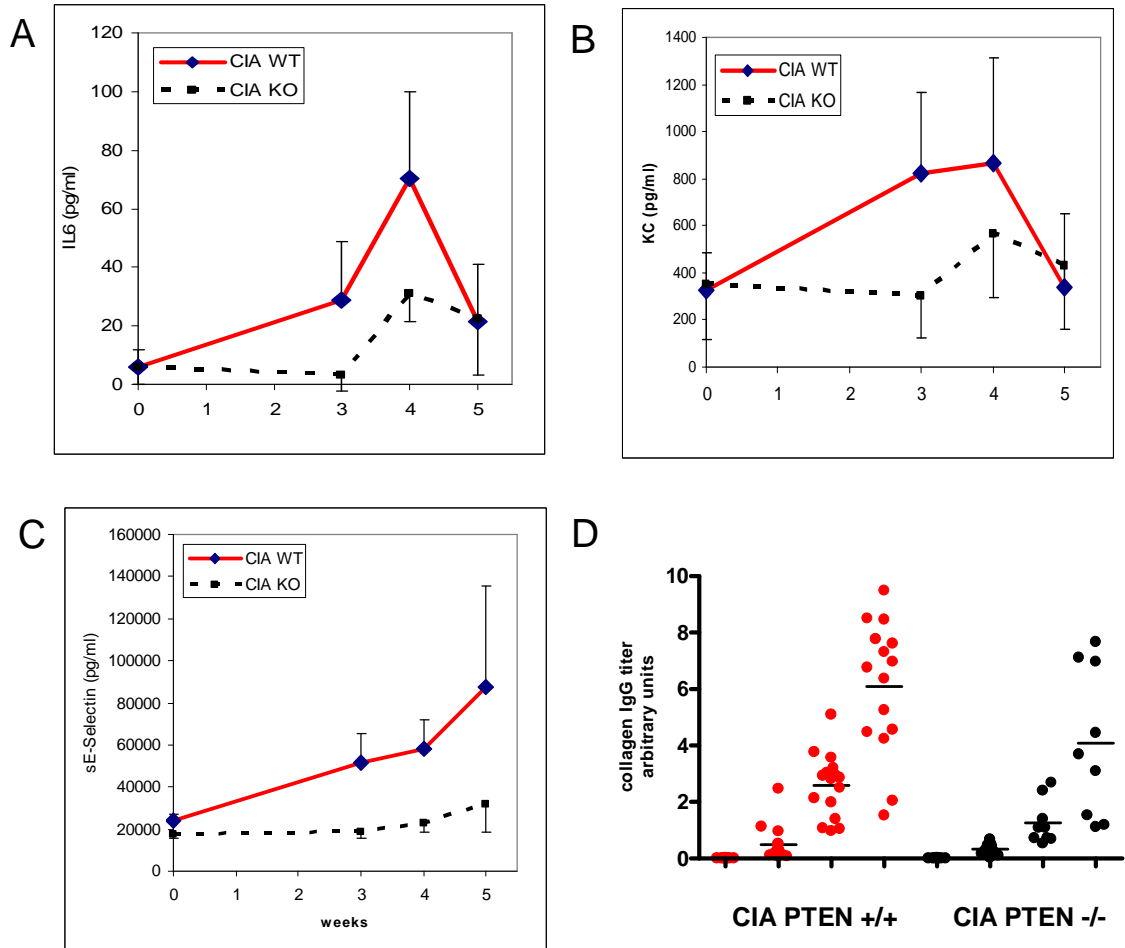 A
CIA WT
CIA KO
IL6 (pg/ml)
120
100
80
60
40
20
0
0 1 2 3 4 5
B
CIA WT
CIA KO
KC (pg/ml)
1400
1200
1000
800
600
400
200
0
0 1 2 3 4 5
C
CIA WT
CIA KO
sE-Selectin (pg/ml)
160000
140000
120000
100000
80000
60000
40000
20000
0
0 1 2 3 4 5
weeks
D
collagen IgG titer
arbitrary units
10
8
6
4
2
0
CIA PTEN +/+ CIA PTEN -/-